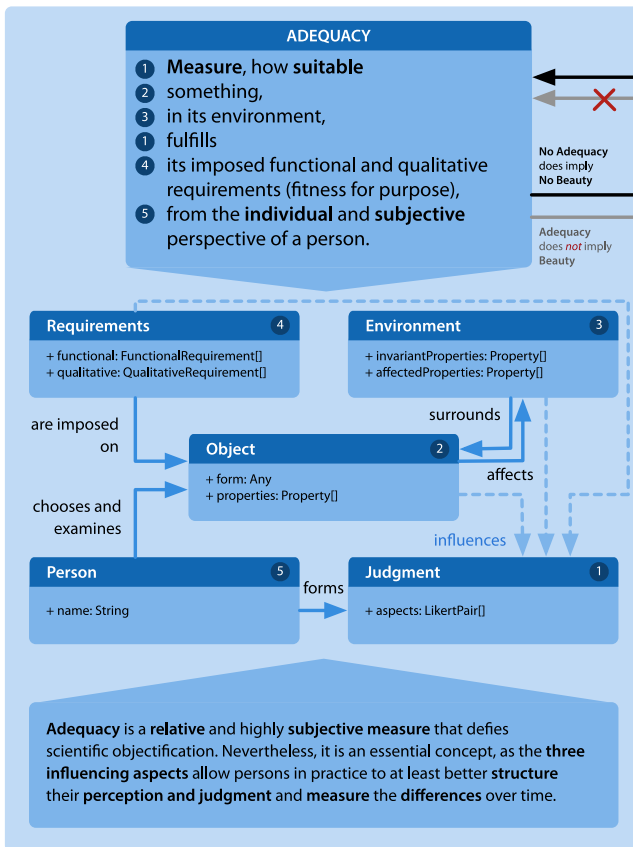 ADEQUACY
1 Measure, how suitable
2 something,
3 in its environment,
1 fulfills
4 its imposed functional and qualitative
requirements (fitness for purpose),
5 from the individual and subjective
perspective of a person.
No Adequacy
does imply
No Beauty
Adequacy
does not imply
Beauty
Requirements 4
+ functional: FunctionalRequirement[]
+ qualitative: QualitativeRequirement[]
Environment 3
+ invariantProperties: Property[]
+ affectedProperties: Property[]
are imposed
on
surrounds
Object 2
+ form: Any
+ properties: Property[]
affects
chooses and
examines
influences
Person 5
+ name: String
forms
Judgment 1
+ aspects: LikertPair[]
Adequacy is a relative and highly subjective measure that defies
scientific objectification. Nevertheless, it is an essential concept, as the three
influencing aspects allow persons in practice to at least better structure
their perception and judgment and measure the differences over time.